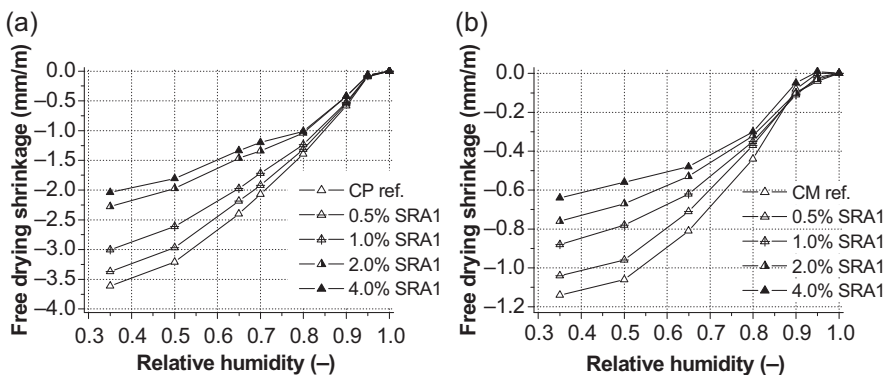 (a)
Free drying shrinkage (mm/m)
0.0
–0.5
–1.0
–1.5
–2.0
–2.5
–3.0
–3.5
–4.0
CP ref.
0.5% SRA1
1.0% SRA1
2.0% SRA1
4.0% SRA1
0.3 0.4 0.5 0.6 0.7 0.8 0.9 1.0
Relative humidity (–)
(b)
Free drying shrinkage (mm/m)
0.0
–0.2
–0.4
–0.6
–0.8
–1.0
–1.2
CM ref.
0.5% SRA1
1.0% SRA1
2.0% SRA1
4.0% SRA1
0.3 0.4 0.5 0.6 0.7 0.8 0.9 1.0
Relative humidity (–)